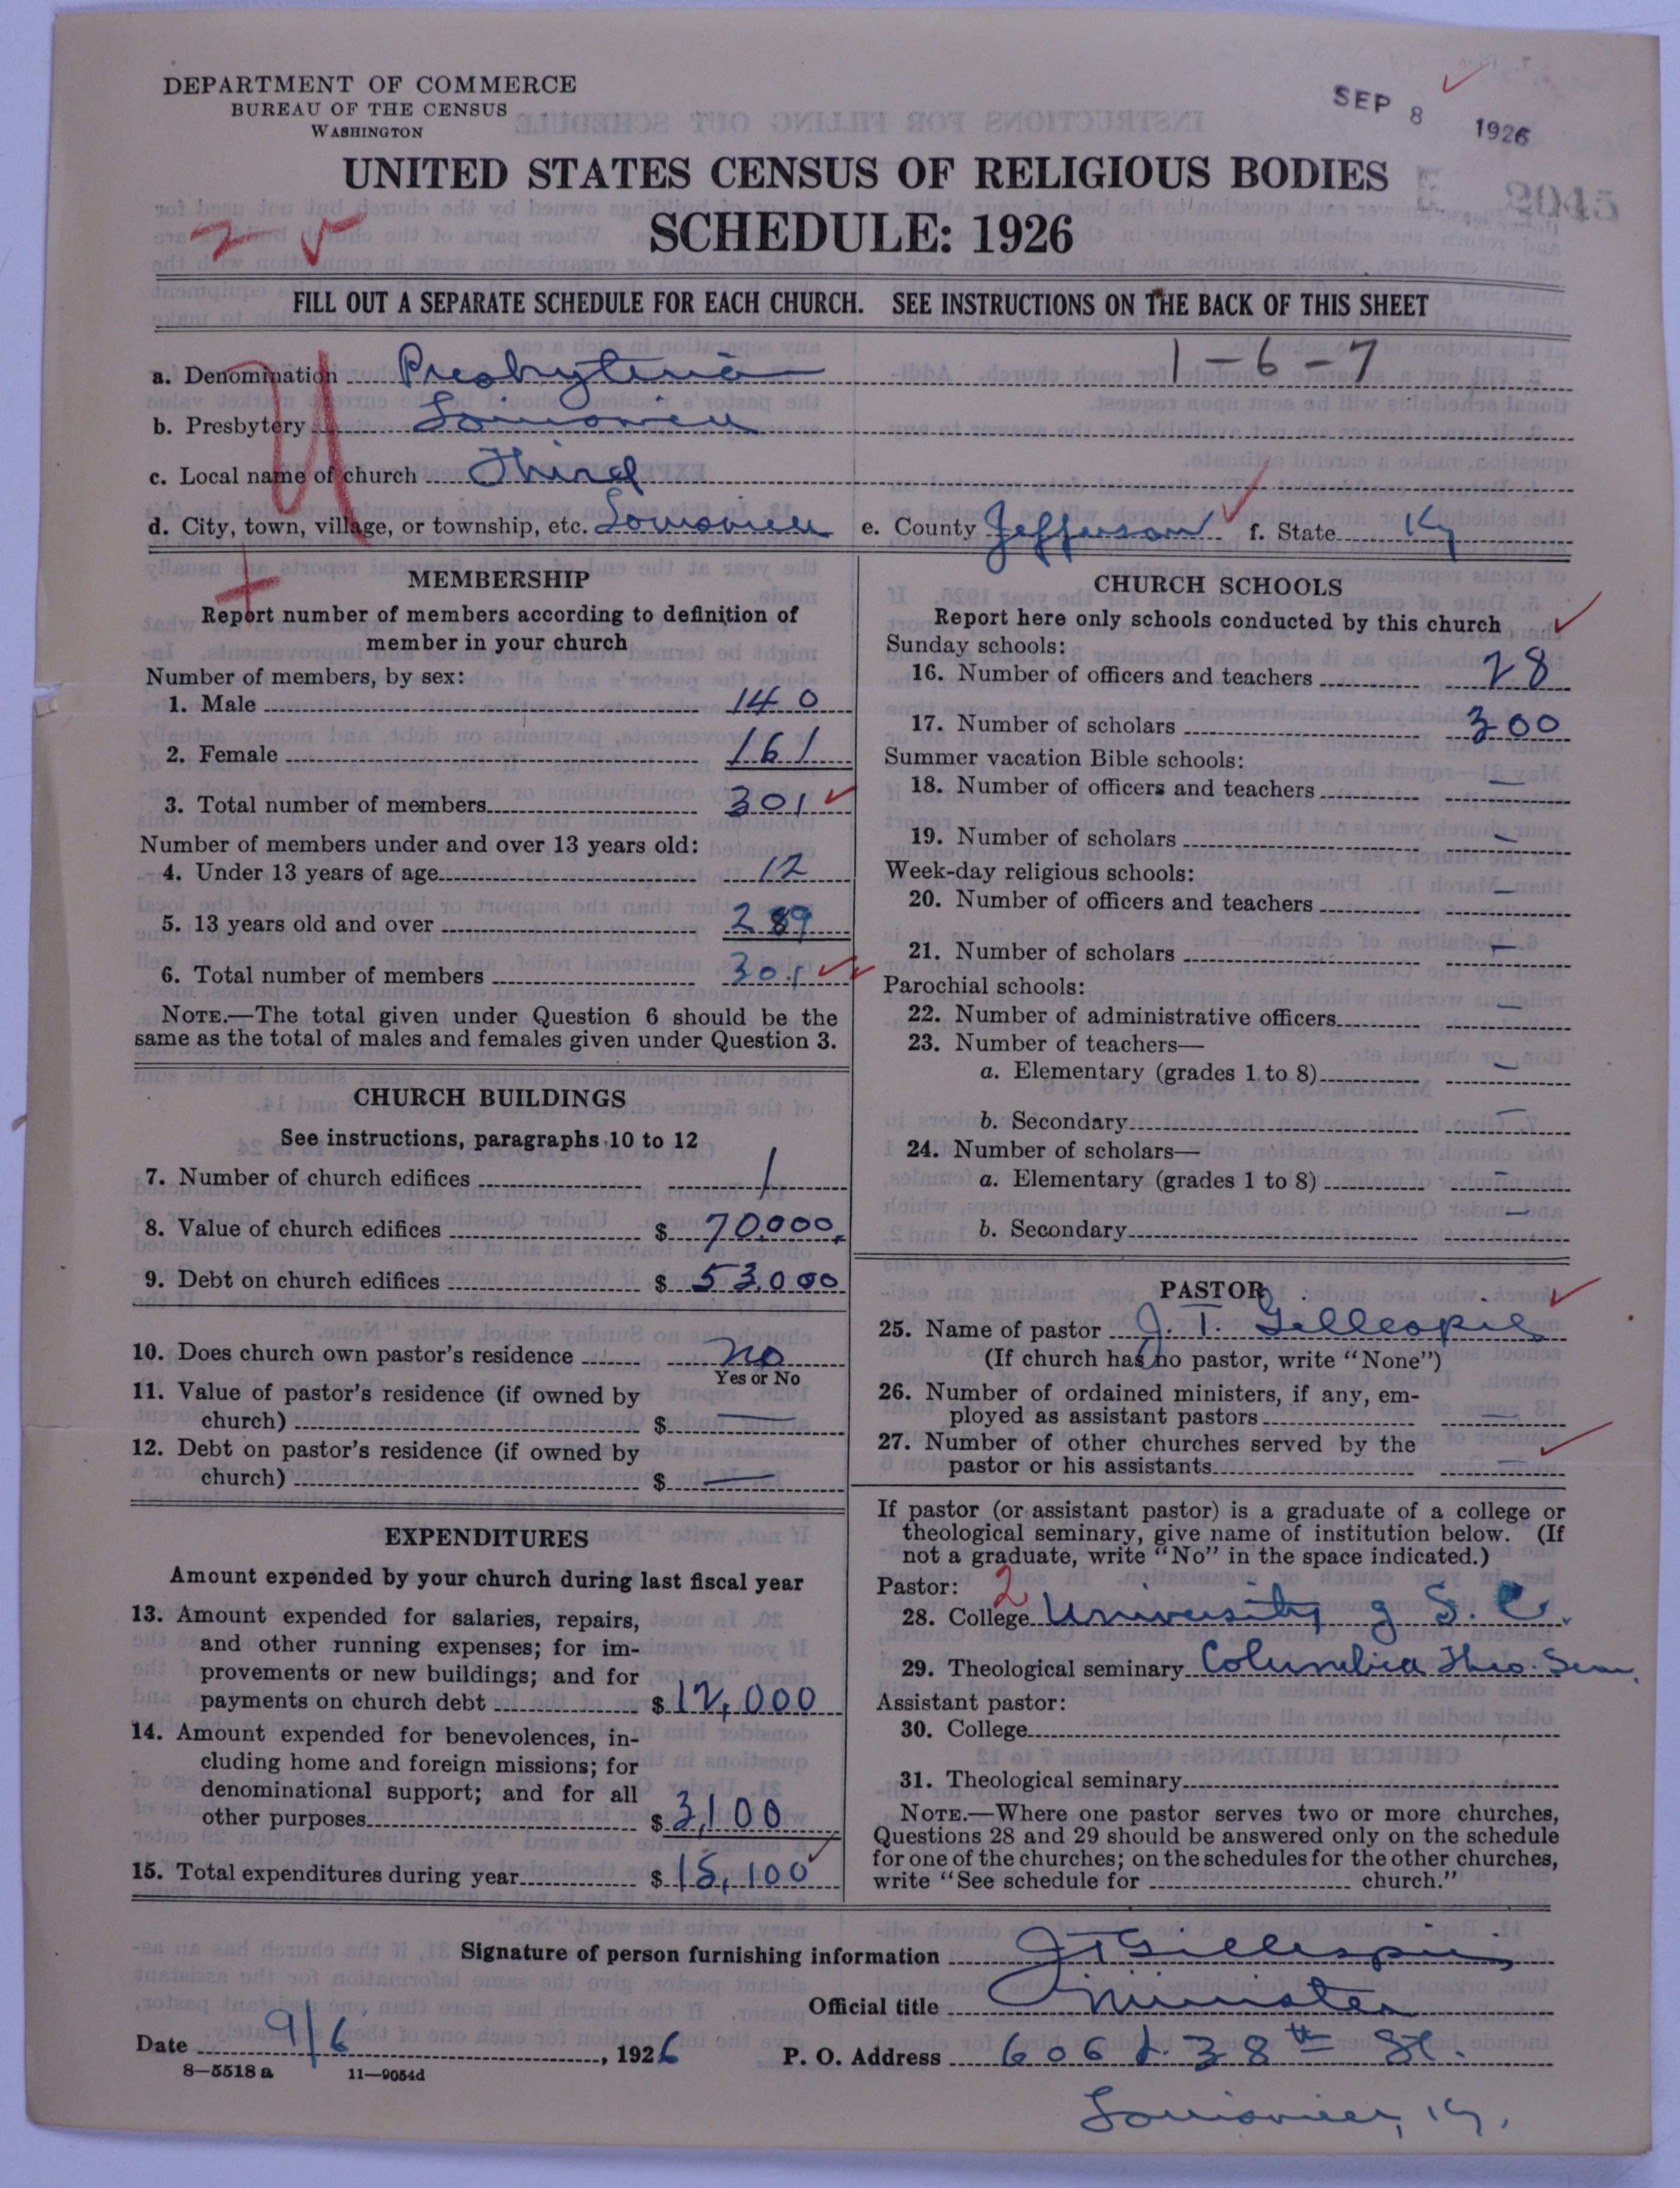 DEPARTMENT OF COMMERCE
BUREAU OF THE CENSUS
WASHINGTON
SEP 8 1926
UNITED STATES CENSUS OF RELIGIOUS BODIES
SCHEDULE: 1926
2
FILL OUT A SEPARATE SCHEDULE FOR EACH CHURCH. SEE INSTRUCTIONS ON THE BACK OF THIS SHEET
a. Denomination Presbyterian 1-6-7
b. Presbytery Louisville
c. Local name of church Third
d. City, town, village, or township, etc. Louisville e. County Jefferson f. State Ky
U
MEMBERSHIP
Report number of members according to definition of
member in your church
Number of members, by sex:
1. Male 140
2. Female 161
3. Total number of members 301
Number of members under and over 13 years old:
4. Under 13 years of age 12
5. 13 years old and over 289
6. Total number of members 301
NOTE.—The total given under Question 6 should be the
same as the total of males and females given under Question 3.
CHURCH BUILDINGS
See instructions, paragraphs 10 to 12
7. Number of church edifices 1
8. Value of church edifices $ 70,000.
9. Debt on church edifices $ 53,000
10. Does church own pastor's residence no
Yes or No
11. Value of pastor's residence (if owned by
church) $ —
12. Debt on pastor's residence (if owned by
church) $ —
EXPENDITURES
Amount expended by your church during last fiscal year
13. Amount expended for salaries, repairs,
and other running expenses; for im-
provements or new buildings; and for
payments on church debt $ 12,000
14. Amount expended for benevolences, in-
cluding home and foreign missions; for
denominational support; and for all
other purposes $ 3,100
15. Total expenditures during year $ 15,100
CHURCH SCHOOLS
Report here only schools conducted by this church
Sunday schools:
16. Number of officers and teachers 28
17. Number of scholars 300
Summer vacation Bible schools:
18. Number of officers and teachers —
19. Number of scholars —
Week-day religious schools:
20. Number of officers and teachers —
21. Number of scholars —
Parochial schools:
22. Number of administrative officers —
23. Number of teachers—
a. Elementary (grades 1 to 8) —
b. Secondary —
24. Number of scholars—
a. Elementary (grades 1 to 8) —
b. Secondary —
PASTOR
25. Name of pastor J. T. Gillespie
(If church has no pastor, write "None")
26. Number of ordained ministers, if any, em-
ployed as assistant pastors —
27. Number of other churches served by the
pastor or his assistants —
If pastor (or assistant pastor) is a graduate of a college or
theological seminary, give name of institution below. (If
not a graduate, write "No" in the space indicated.)
Pastor: 2
28. College University of S. C.
29. Theological seminary Columbia Theo. Sem.
Assistant pastor:
30. College
31. Theological seminary
NOTE.—Where one pastor serves two or more churches,
Questions 28 and 29 should be answered only on the schedule
for one of the churches; on the schedules for the other churches,
write "See schedule for church."
Signature of person furnishing information J T Gillespie
Official title Minister
Date 9/6, 1926 P. O. Address 606 S. 38th St.
8—5518 a 11—9054d
Louisville, Ky.